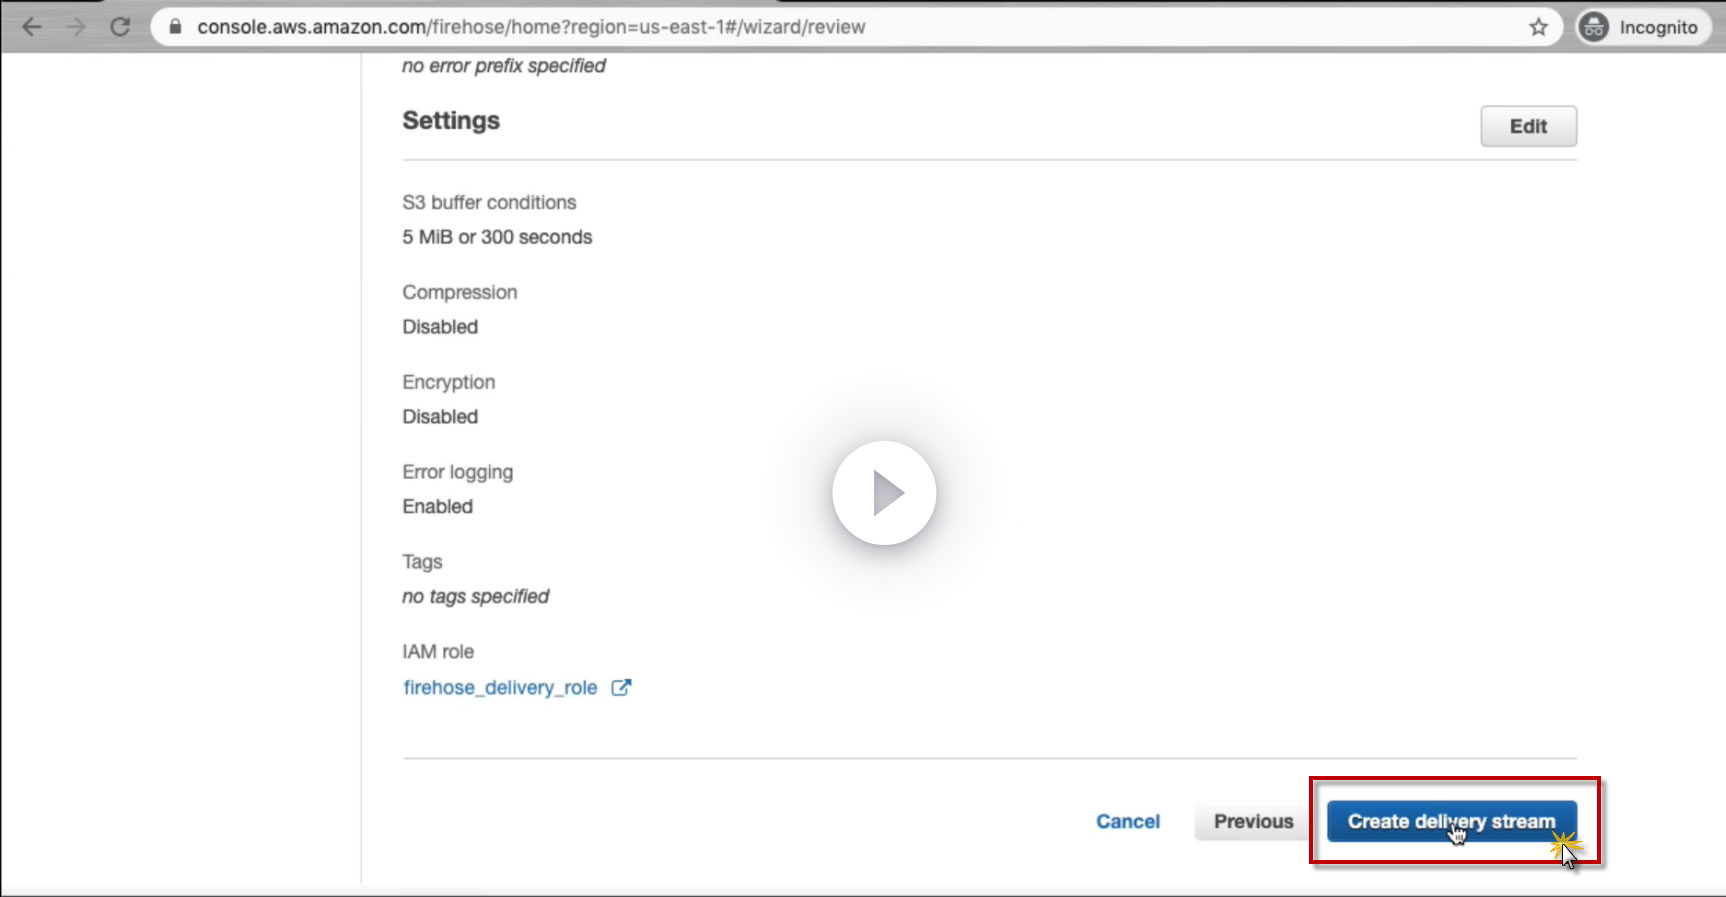 console.aws.amazon.com/firehose/home?region=us-east-1#/wizard/review
Incognito
no error prefix specified
Settings
Edit
S3 buffer conditions
5 MiB or 300 seconds
Compression
Disabled
Encryption
Disabled
Error logging
Enabled
Tags
no tags specified
IAM role
firehose_delivery_role
Cancel
Previous
Create delivery stream